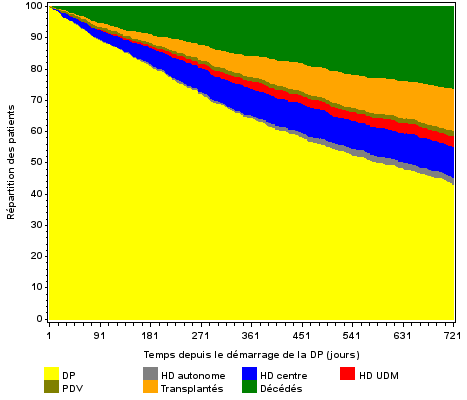 100
90
80
70
60
50
40
30
20
10
0
Répartition des patients
1 91 181 271 361 451 541 631 721
Temps depuis le démarrage de la DP (jours)
DP HD autonome HD centre HD UDM
PDV Transplantés Décédés